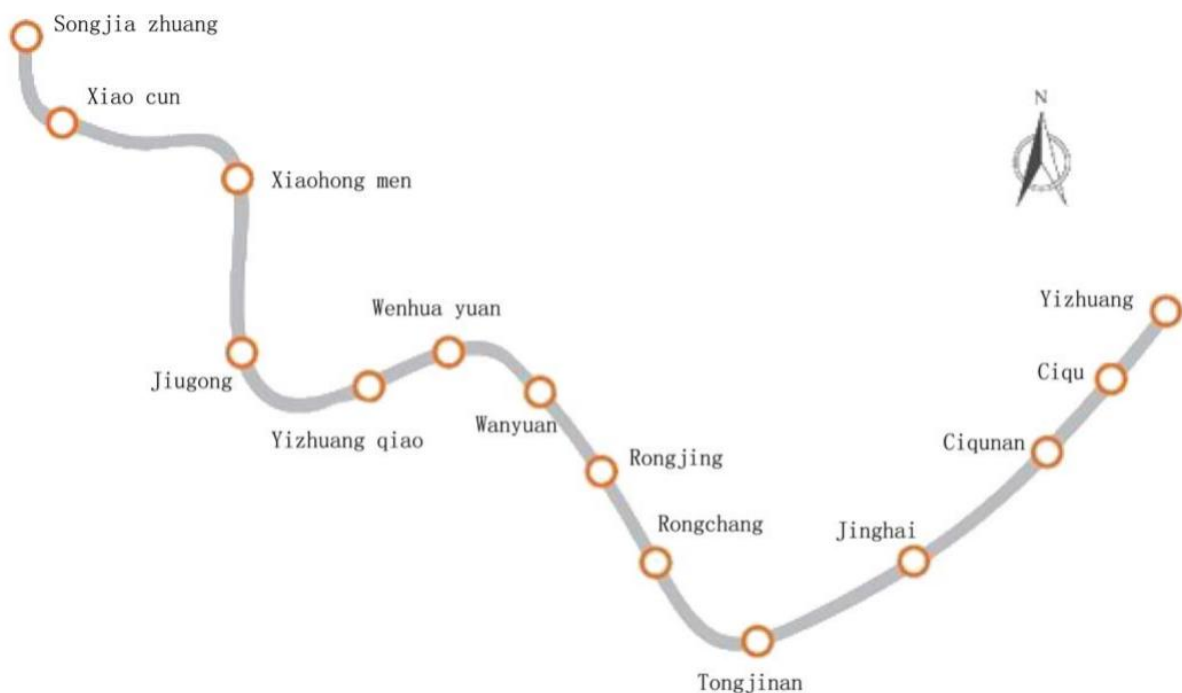 Songjia zhuang
Xiao cun
N
Xiaohong men
Wenhua yuan
Yizhuang
Jiugong
Ciqu
Yizhuang qiao
Wanyuan
Ciqunan
Rongjing
Rongchang
Jinghai
Tongjinan